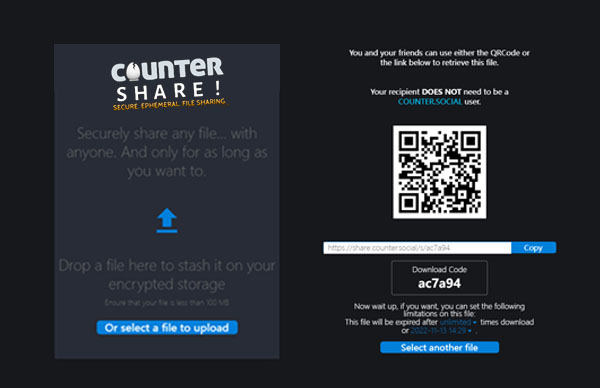 COUNTER
SHARE!
SECURE. EPHEMERAL. FILE SHARING.
Securely share any file... with
anyone. And only for as long as
you want to.
Drop a file here to stash it on your
encrypted storage
Ensure that your file is less than 100 MB
Or select a file to upload
You and your friends can use either the QRCode or
the link below to retrieve this file.
Your recipient DOES NOT need to be a
COUNTER.SOCIAL user.
https://share.counter.social/s/ac7a94 Copy
Download Code
ac7a94
Now wait up, if you want, you can set the following
limitations on this file:
This file will be expired after unlimited times download
or 2022-11-13 14:29 .
Select another file